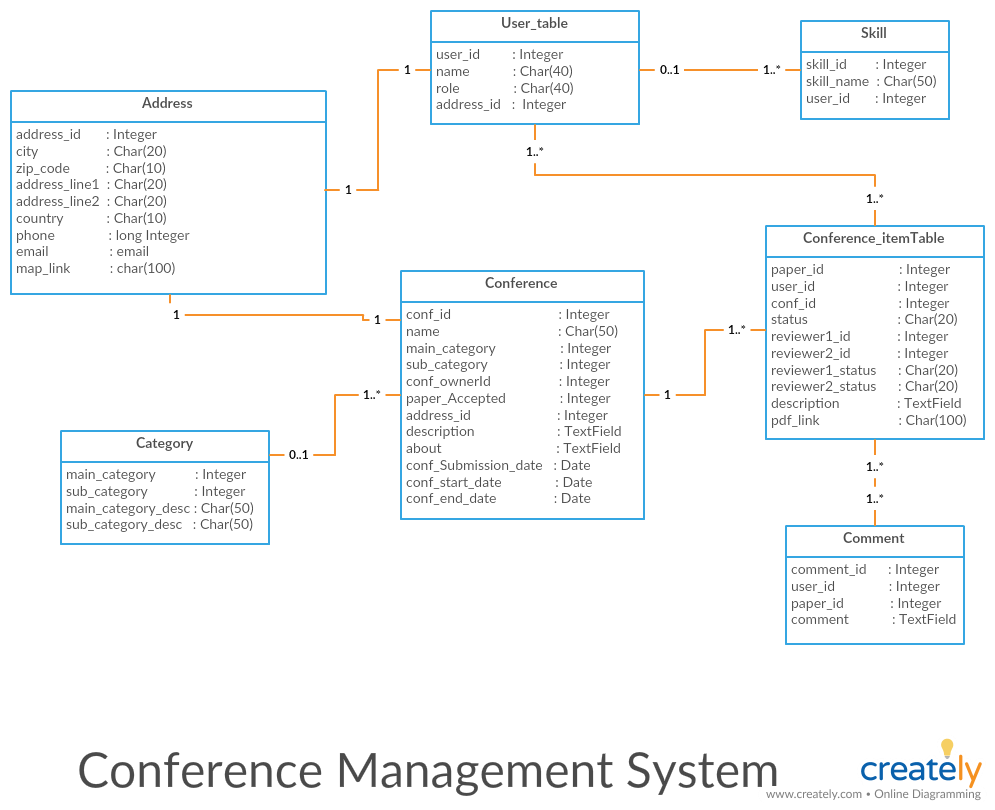 User_table
user_id : Integer
name : Char(40)
role : Char(40)
address_id : Integer
Skill
skill_id : Integer
skill_name : Char(50)
user_id : Integer
1
0..1
1..*
Address
address_id : Integer
city : Char(20)
zip_code : Char(10)
address_line1 : Char(20)
address_line2 : Char(20)
country : Char(10)
phone : long Integer
email : email
map_link : char(100)
1
1..*
1..*
Conference_itemTable
paper_id : Integer
user_id : Integer
conf_id : Integer
status : Char(20)
reviewer1_id : Integer
reviewer2_id : Integer
reviewer1_status : Char(20)
reviewer2_status : Char(20)
description : TextField
pdf_link : Char(100)
Conference
conf_id : Integer
name : Char(50)
main_category : Integer
sub_category : Integer
conf_ownerId : Integer
paper_Accepted : Integer
address_id : Integer
description : TextField
about : TextField
conf_Submission_date : Date
conf_start_date : Date
conf_end_date : Date
1
1
1..*
1
1..*
0..1
Category
main_category : Integer
sub_category : Integer
main_category_desc : Char(50)
sub_category_desc : Char(50)
1..*
1..*
Comment
comment_id : Integer
user_id : Integer
paper_id : Integer
comment : TextField
Conference Management System
creately
www.creately.com • Online Diagramming